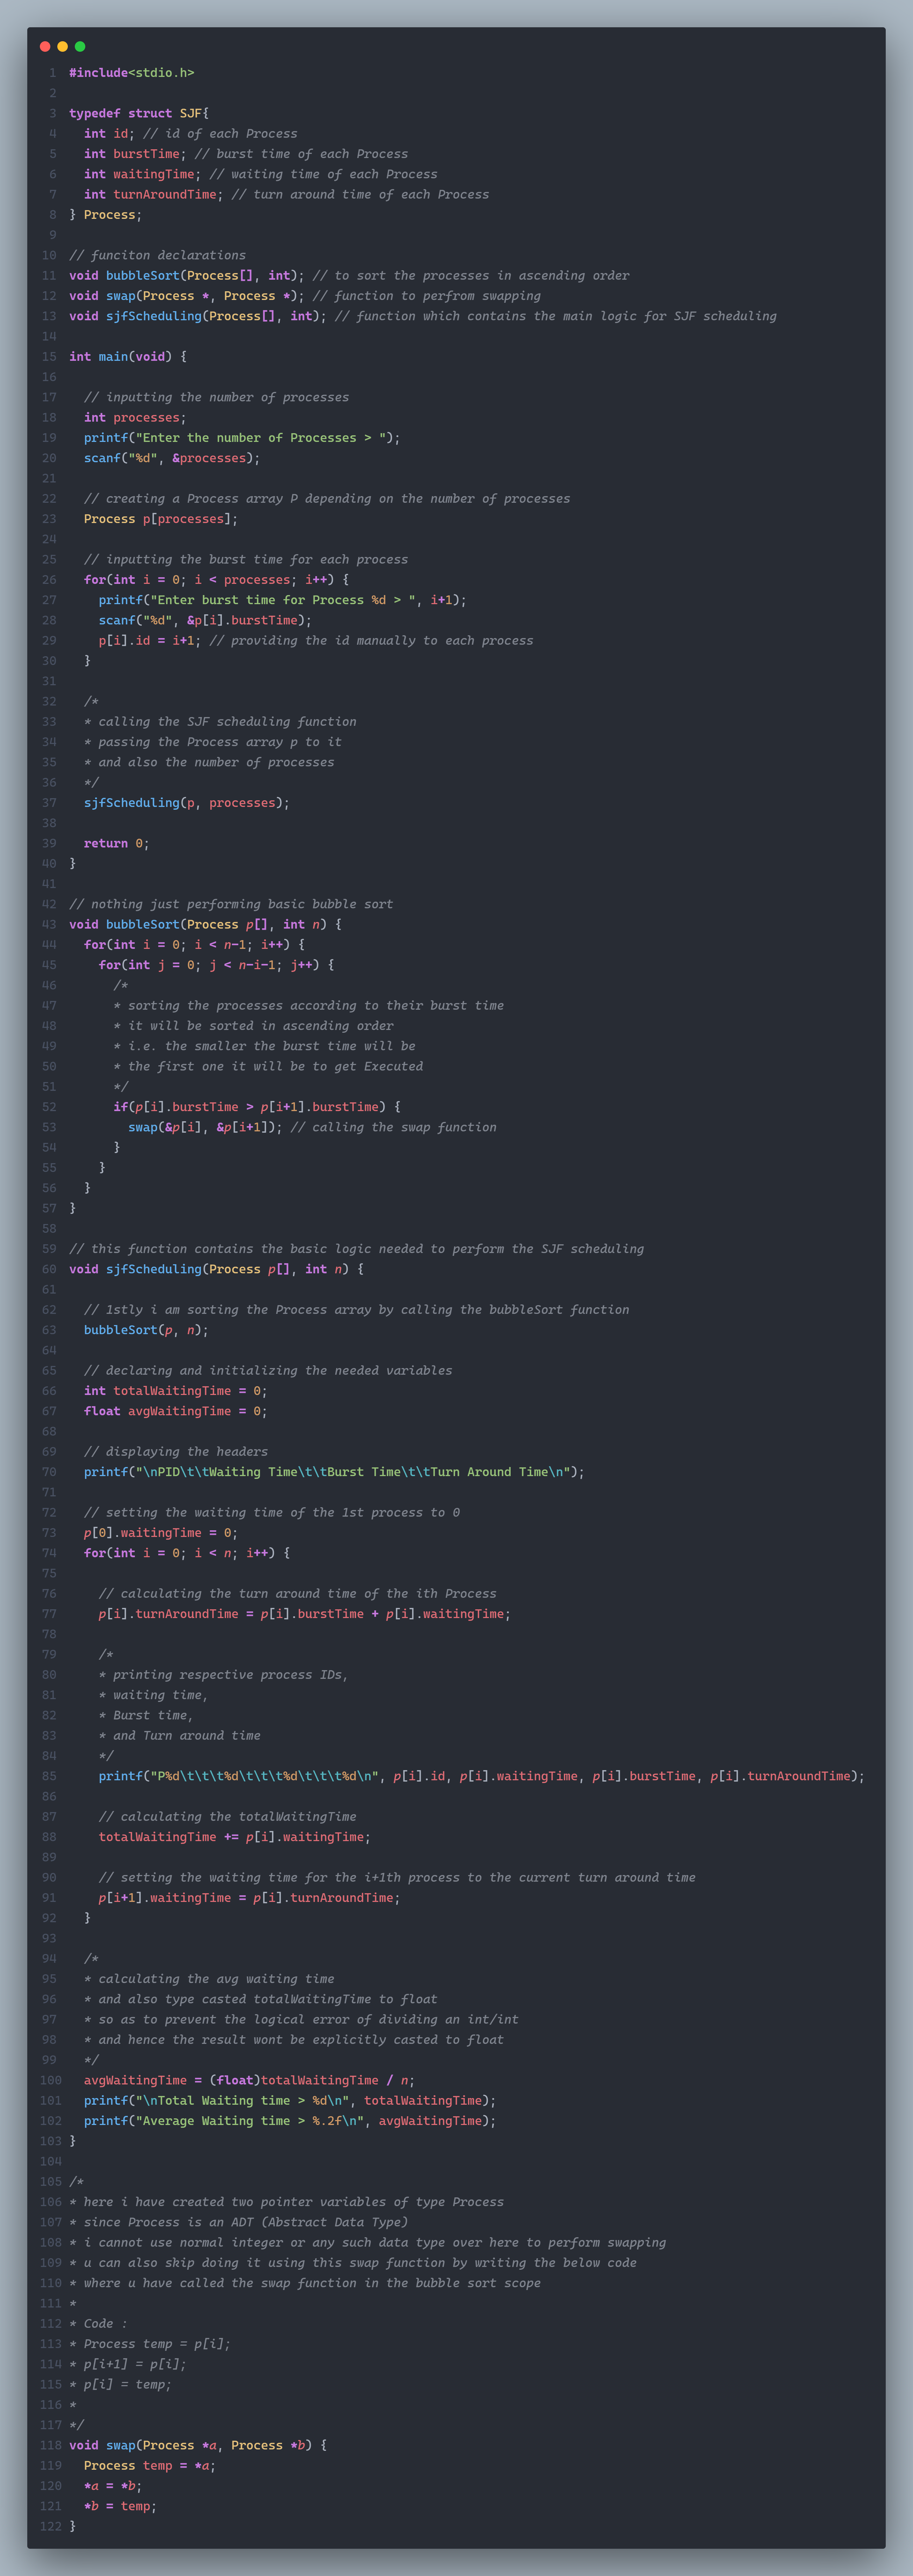 1 #include<stdio.h>
2
3 typedef struct SJF{
4   int id; // id of each Process
5   int burstTime; // burst time of each Process
6   int waitingTime; // waiting time of each Process
7   int turnAroundTime; // turn around time of each Process
8 } Process;
9
10 // funciton declarations
11 void bubbleSort(Process[], int); // to sort the processes in ascending order
12 void swap(Process *, Process *); // function to perfrom swapping
13 void sjfScheduling(Process[], int); // function which contains the main logic for SJF scheduling
14
15 int main(void) {
16
17   // inputting the number of processes
18   int processes;
19   printf("Enter the number of Processes > ");
20   scanf("%d", &processes);
21
22   // creating a Process array P depending on the number of processes
23   Process p[processes];
24
25   // inputting the burst time for each process
26   for(int i = 0; i < processes; i++) {
27     printf("Enter burst time for Process %d > ", i+1);
28     scanf("%d", &p[i].burstTime);
29     p[i].id = i+1; // providing the id manually to each process
30   }
31
32   /*
33   * calling the SJF scheduling function
34   * passing the Process array p to it
35   * and also the number of processes
36   */
37   sjfScheduling(p, processes);
38
39   return 0;
40 }
41
42 // nothing just performing basic bubble sort
43 void bubbleSort(Process p[], int n) {
44   for(int i = 0; i < n-1; i++) {
45     for(int j = 0; j < n-i-1; j++) {
46       /*
47       * sorting the processes according to their burst time
48       * it will be sorted in ascending order
49       * i.e. the smaller the burst time will be
50       * the first one it will be to get Executed
51       */
52       if(p[i].burstTime > p[i+1].burstTime) {
53         swap(&p[i], &p[i+1]); // calling the swap function
54       }
55     }
56   }
57 }
58
59 // this function contains the basic logic needed to perform the SJF scheduling
60 void sjfScheduling(Process p[], int n) {
61
62   // 1stly i am sorting the Process array by calling the bubbleSort function
63   bubbleSort(p, n);
64
65   // declaring and initializing the needed variables
66   int totalWaitingTime = 0;
67   float avgWaitingTime = 0;
68
69   // displaying the headers
70   printf("\nPID\t\tWaiting Time\t\tBurst Time\t\tTurn Around Time\n");
71
72   // setting the waiting time of the 1st process to 0
73   p[0].waitingTime = 0;
74   for(int i = 0; i < n; i++) {
75
76     // calculating the turn around time of the ith Process
77     p[i].turnAroundTime = p[i].burstTime + p[i].waitingTime;
78
79     /*
80     * printing respective process IDs,
81     * waiting time,
82     * Burst time,
83     * and Turn around time
84     */
85     printf("P%d\t\t\t%d\t\t\t%d\t\t\t%d\n", p[i].id, p[i].waitingTime, p[i].burstTime, p[i].turnAroundTime);
86
87     // calculating the totalWaitingTime
88     totalWaitingTime += p[i].waitingTime;
89
90     // setting the waiting time for the i+1th process to the current turn around time
91     p[i+1].waitingTime = p[i].turnAroundTime;
92   }
93
94   /*
95   * calculating the avg waiting time
96   * and also type casted totalWaitingTime to float
97   * so as to prevent the logical error of dividing an int/int
98   * and hence the result wont be explicitly casted to float
99   */
100   avgWaitingTime = (float)totalWaitingTime / n;
101   printf("\nTotal Waiting time > %d\n", totalWaitingTime);
102   printf("Average Waiting time > %.2f\n", avgWaitingTime);
103 }
104
105 /*
106 * here i have created two pointer variables of type Process
107 * since Process is an ADT (Abstract Data Type)
108 * i cannot use normal integer or any such data type over here to perform swapping
109 * u can also skip doing it using this swap function by writing the below code
110 * where u have called the swap function in the bubble sort scope
111 *
112 * Code :
113 * Process temp = p[i];
114 * p[i+1] = p[i];
115 * p[i] = temp;
116 *
117 */
118 void swap(Process *a, Process *b) {
119   Process temp = *a;
120   *a = *b;
121   *b = temp;
122 }